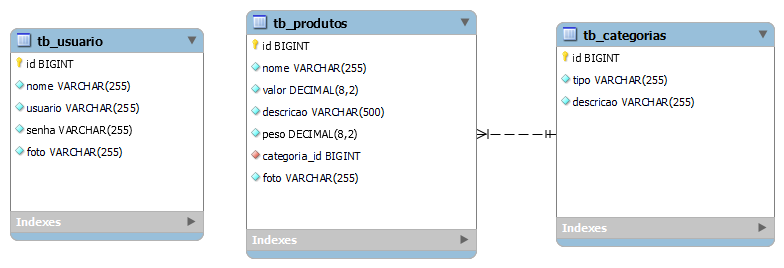 tb_usuario
id BIGINT
nome VARCHAR(255)
usuario VARCHAR(255)
senha VARCHAR(255)
foto VARCHAR(255)
Indexes
tb_produtos
id BIGINT
nome VARCHAR(255)
valor DECIMAL(8,2)
descricao VARCHAR(500)
peso DECIMAL(8,2)
categoria_id BIGINT
foto VARCHAR(255)
Indexes
tb_categorias
id BIGINT
tipo VARCHAR(255)
descricao VARCHAR(255)
Indexes